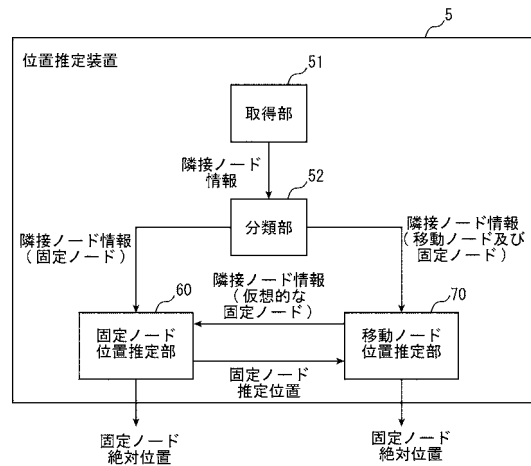 5
位置推定装置
51
取得部
隣接ノード
情報
52
分類部
隣接ノード情報
（固定ノード）
隣接ノード情報
（移動ノード及び
固定ノード）
隣接ノード情報
（仮想的な
固定ノード）
60
固定ノード
位置推定部
70
移動ノード
位置推定部
固定ノード
推定位置
固定ノード
絶対位置
固定ノード
絶対位置